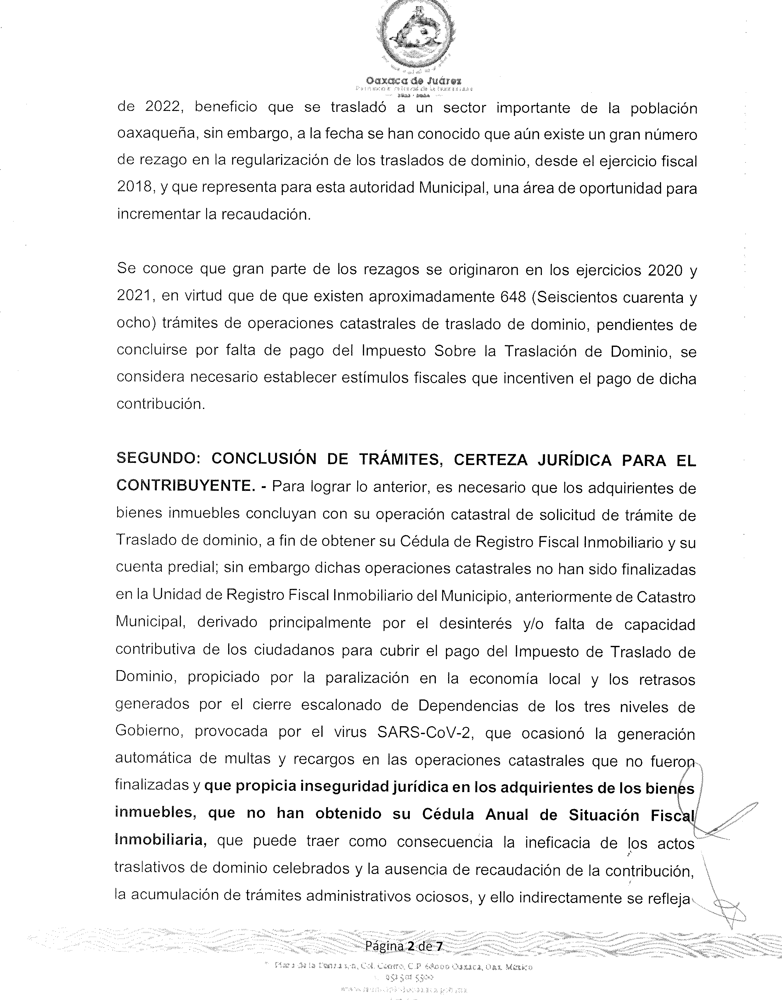 Oaxaca de Juárez
de 2022, beneficio que se trasladó a un sector importante de la población
oaxaqueña, sin embargo, a la fecha se han conocido que aún existe un gran número
de rezago en la regularización de los traslados de dominio, desde el ejercicio fiscal
2018, y que representa para esta autoridad Municipal, una área de oportunidad para
incrementar la recaudación.
Se conoce que gran parte de los rezagos se originaron en los ejercicios 2020 y
2021, en virtud que de que existen aproximadamente 648 (Seiscientos cuarenta y
ocho) trámites de operaciones catastrales de traslado de dominio, pendientes de
concluirse por falta de pago del Impuesto Sobre la Traslación de Dominio, se
considera necesario establecer estímulos fiscales que incentiven el pago de dicha
contribución.
SEGUNDO: CONCLUSIÓN DE TRÁMITES, CERTEZA JURÍDICA PARA EL
CONTRIBUYENTE. - Para lograr lo anterior, es necesario que los adquirientes de
bienes inmuebles concluyan con su operación catastral de solicitud de trámite de
Traslado de dominio, a fin de obtener su Cédula de Registro Fiscal Inmobiliario y su
cuenta predial; sin embargo dichas operaciones catastrales no han sido finalizadas
en la Unidad de Registro Fiscal Inmobiliario del Municipio, anteriormente de Catastro
Municipal, derivado principalmente por el desinterés y/o falta de capacidad
contributiva de los ciudadanos para cubrir el pago del Impuesto de Traslado de
Dominio, propiciado por la paralización en la economía local y los retrasos
generados por el cierre escalonado de Dependencias de los tres niveles de
Gobierno, provocada por el virus SARS-CoV-2, que ocasionó la generación
automática de multas y recargos en las operaciones catastrales que no fueron
finalizadas y que propicia inseguridad jurídica en los adquirientes de los bienes
inmuebles, que no han obtenido su Cédula Anual de Situación Fiscal
Inmobiliaria, que puede traer como consecuencia la ineficacia de los actos
traslativos de dominio celebrados y la ausencia de recaudación de la contribución,
la acumulación de trámites administrativos ociosos, y ello indirectamente se refleja
Página 2 de 7
C.P. 68000 Oaxaca, Oax. México
951 501 5500